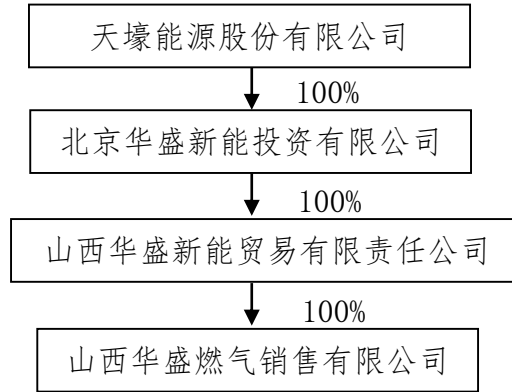 天壕能源股份有限公司
100%
北京华盛新能投资有限公司
100%
山西华盛新能贸易有限责任公司
100%
山西华盛燃气销售有限公司